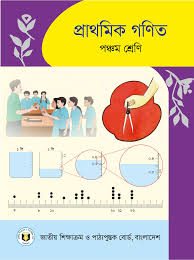 প্রাথমিক গণিত
পঞ্চম শ্রেণি
জাতীয় শিক্ষাক্রম ও পাঠ্যপুস্তক বোর্ড, বাংলাদেশ